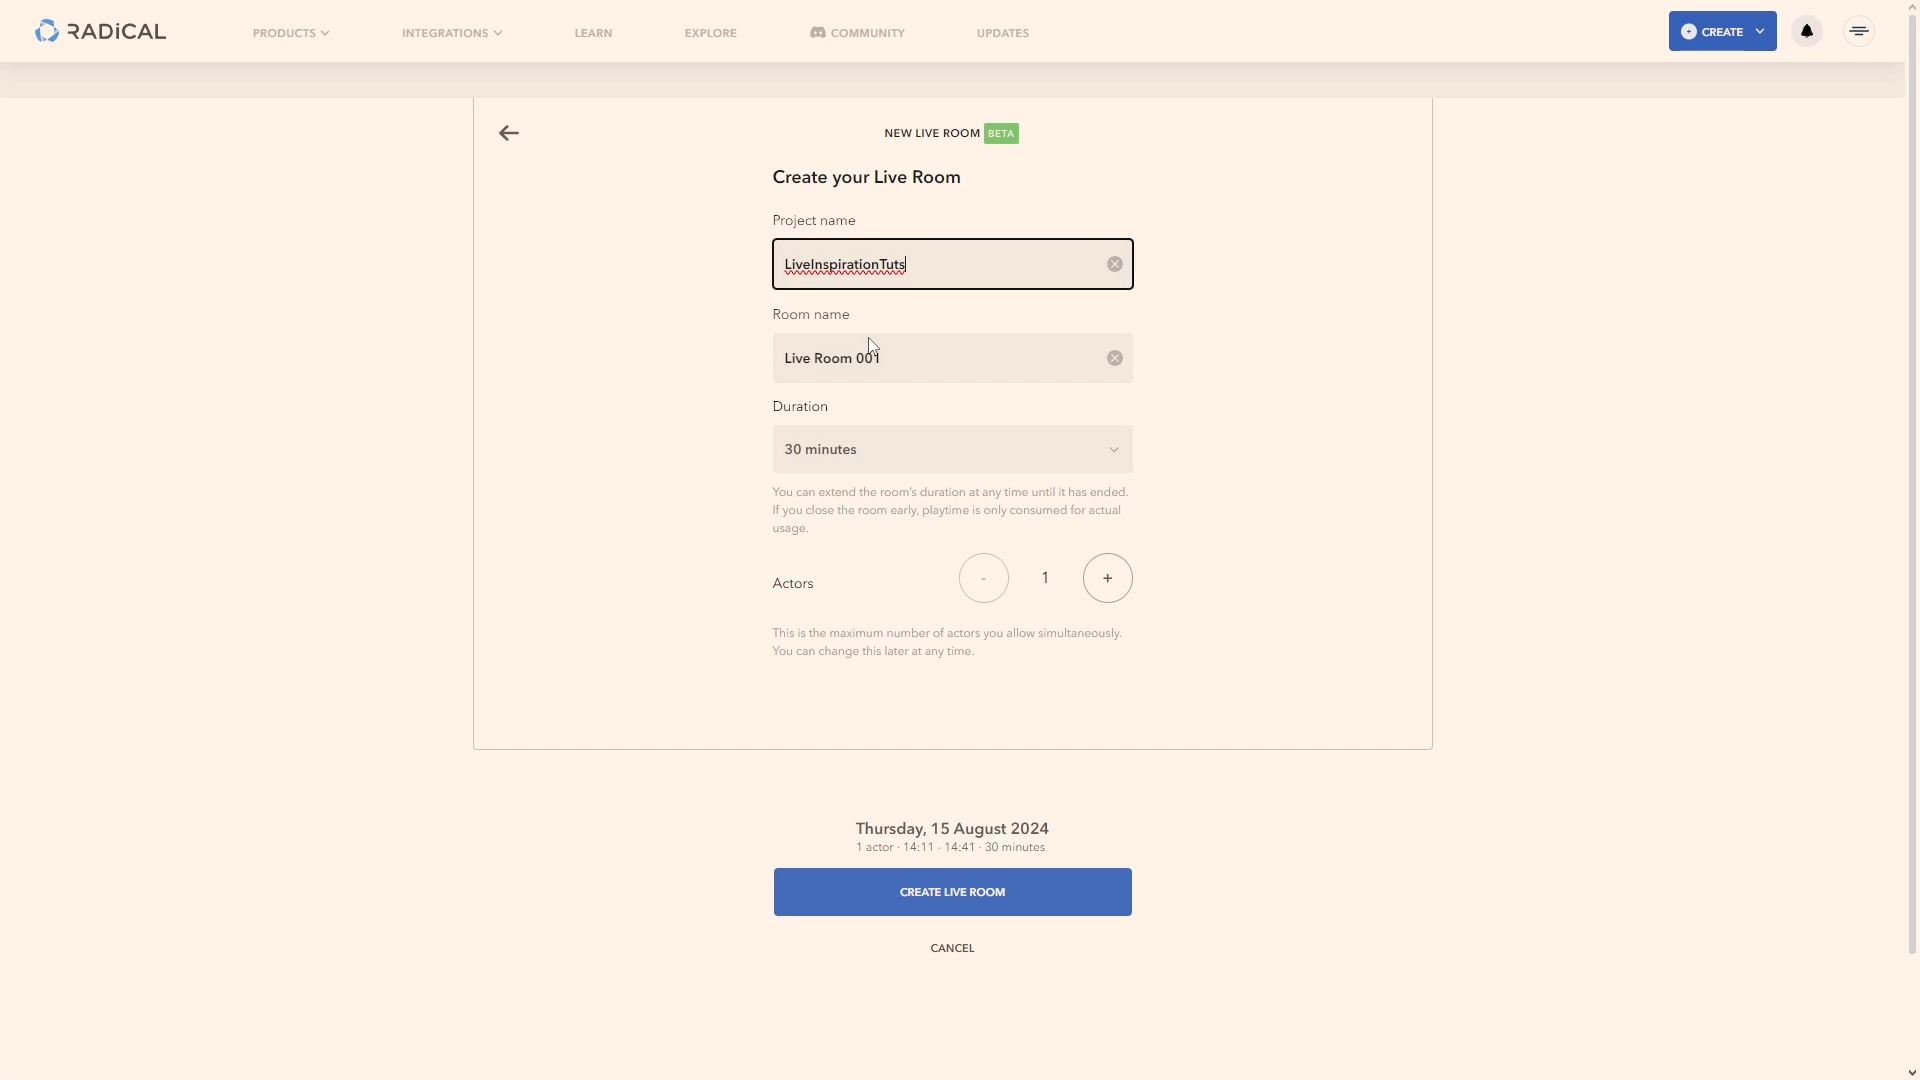 RADiCAL
PRODUCTS
INTEGRATIONS
LEARN
EXPLORE
COMMUNITY
UPDATES
CREATE
NEW LIVE ROOM BETA
Create your Live Room
Project name
LiveInspirationTuts
Room name
Live Room 001
Duration
30 minutes
You can extend the room's duration at any time until it has ended.
If you close the room early, playtime is only consumed for actual
usage.
Actors
-
1
+
This is the maximum number of actors you allow simultaneously.
You can change this later at any time.
Thursday, 15 August 2024
1 actor · 14:11 - 14:41 · 30 minutes
CREATE LIVE ROOM
CANCEL